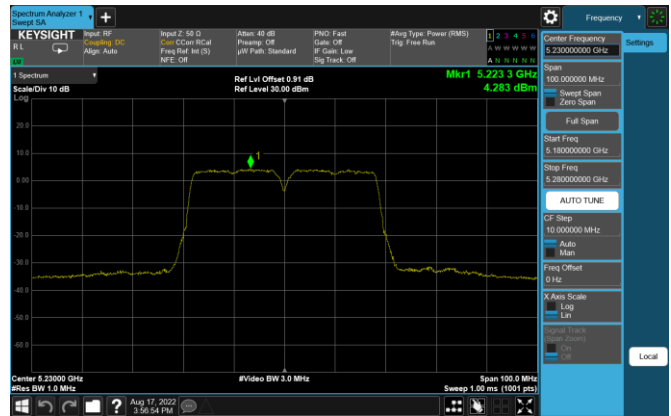 Spectrum Analyzer 1
Swept SA
+
Frequency
KEYSIGHT
RL
LW
Input: RF
Coupling: DC
Align: Auto
Input Z: 50 Ω
Corr CCorr RCal
Freq Ref: Int (S)
NFE: Off
Atten: 40 dB
Preamp: Off
µW Path: Standard
PNO: Fast
Gate: Off
IF Gain: Low
Sig Track: Off
#Avg Type: Power (RMS)
Trig: Free Run
1 2 3 4 5 6
A W W W W W
A N N N N N
1 Spectrum
Scale/Div 10 dB
Log
Ref Lvl Offset 0.91 dB
Ref Level 30.00 dBm
Mkr1 5.223 3 GHz
4.283 dBm
20.0
10.0
0.00
-10.0
-20.0
-30.0
-40.0
-50.0
-60.0
1
Center 5.23000 GHz
#Res BW 1.0 MHz
#Video BW 3.0 MHz
Span 100.0 MHz
Sweep 1.00 ms (1001 pts)
Center Frequency
5.230000000 GHz
Settings
Span
100.000000 MHz
Swept Span
Zero Span
Full Span
Start Freq
5.180000000 GHz
Stop Freq
5.280000000 GHz
AUTO TUNE
CF Step
10.000000 MHz
Auto
Man
Freq Offset
0 Hz
X Axis Scale
Log
Lin
Signal Track
(Span Zoom)
On
Off
Local
?
Aug 17, 2022
3:56:54 PM